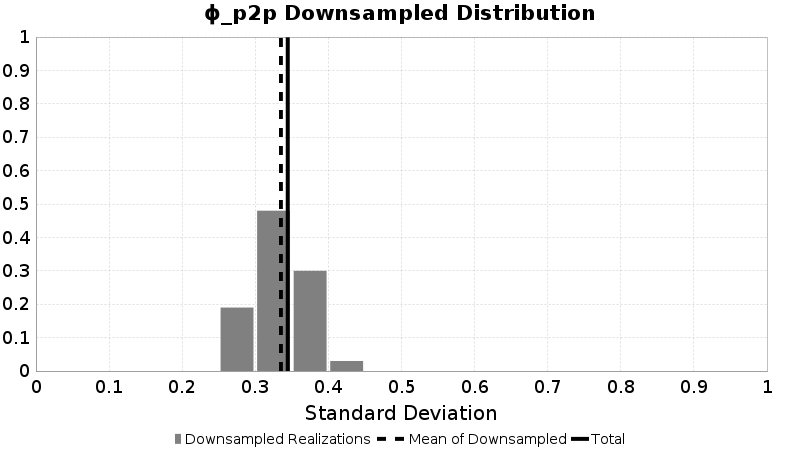 ϕ_p2p Downsampled Distribution
1
0.9
0.8
0.7
0.6
0.5
0.4
0.3
0.2
0.1
0
0 0.1 0.2 0.3 0.4 0.5 0.6 0.7 0.8 0.9 1
Standard Deviation
Downsampled Realizations Mean of Downsampled Total